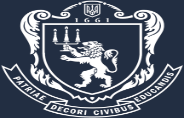 1661
PATRIAE DECORI CIVIBUS EDUCANDIS